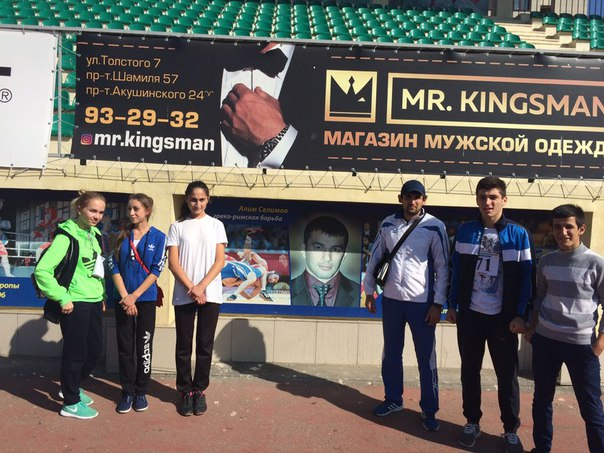 ул.Толстого 7
пр-т.Шамиля 57
пр-т.Акушинского 24"у"
93-29-32
mr.kingsman
MR. KINGSMAN
МАГАЗИН МУЖСКОЙ ОДЕЖД
®
Алим Селимов
греко-римская борьба
adidas
1